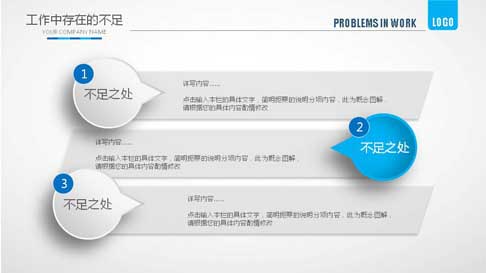 工作中存在的不足
YOUR COMPANY NAME
PROBLEMS IN WORK
LOGO
1
不足之处
详写内容……
点击输入本栏的具体文字，简明扼要的说明分项内容，此为概念图解，
请根据您的具体内容酌情修改
2
不足之处
详写内容……
点击输入本栏的具体文字，简明扼要的说明分项内容，此为概念图解，
请根据您的具体内容酌情修改
3
不足之处
详写内容……
点击输入本栏的具体文字，简明扼要的说明分项内容，此为概念图解，
请根据您的具体内容酌情修改